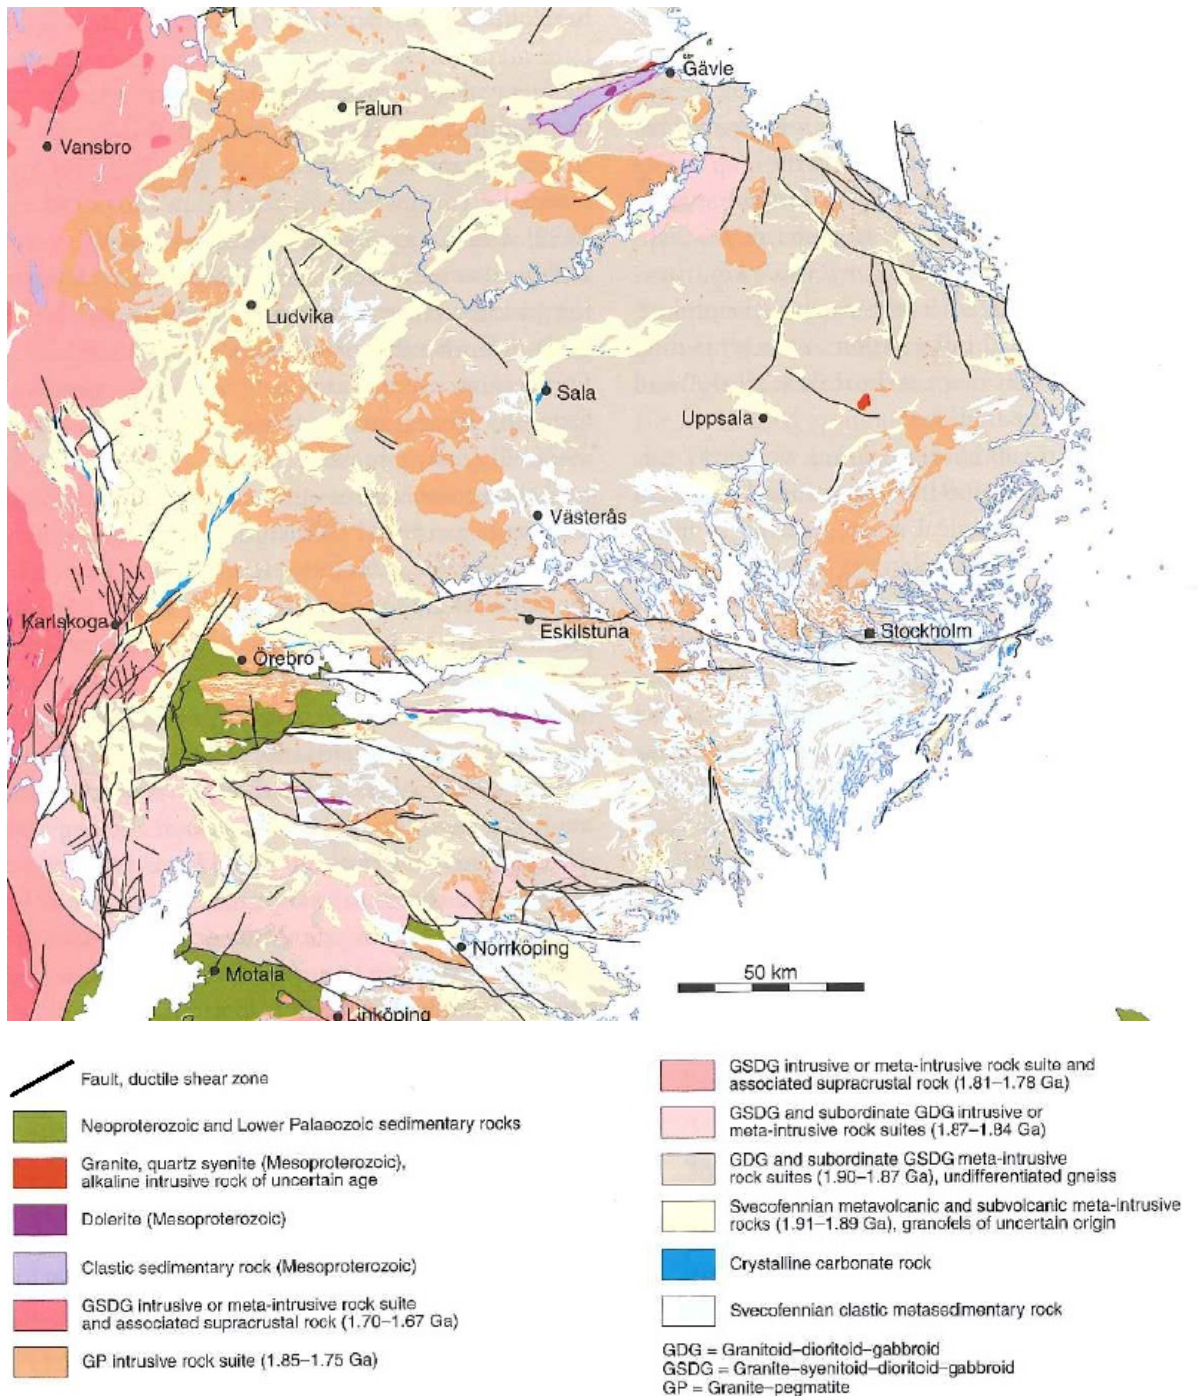 Gävle
Falun
Vansbro
Ludvika
Sala
Uppsala
Västerås
Karlskoga
Eskilstuna
Stockholm
Örebro
Norrköping
Motala
50 km
Linköping
Fault, ductile shear zone
Neoproterozoic and Lower Palaeozoic sedimentary rocks
Granite, quartz syenite (Mesoproterozoic),
alkaline intrusive rock of uncertain age
Dolerite (Mesoproterozoic)
Clastic sedimentary rock (Mesoproterozoic)
GSDG intrusive or meta-intrusive rock suite
and associated supracrustal rock (1.70–1.67 Ga)
GP intrusive rock suite (1.85–1.75 Ga)
GSDG intrusive or meta-intrusive rock suite and
associated supracrustal rock (1.81–1.78 Ga)
GSDG and subordinate GDG intrusive or
meta-intrusive rock suites (1.87–1.84 Ga)
GDG and subordinate GSDG meta-intrusive
rock suites (1.90–1.87 Ga), undifferentiated gneiss
Svecofennian metavolcanic and subvolcanic meta-intrusive
rocks (1.91–1.89 Ga), granofels of uncertain origin
Crystalline carbonate rock
Svecofennian clastic metasedimentary rock
GDG = Granitoid–dioritoid–gabbroid
GSDG = Granite–syenitoid–dioritoid–gabbroid
GP = Granite–pegmatite